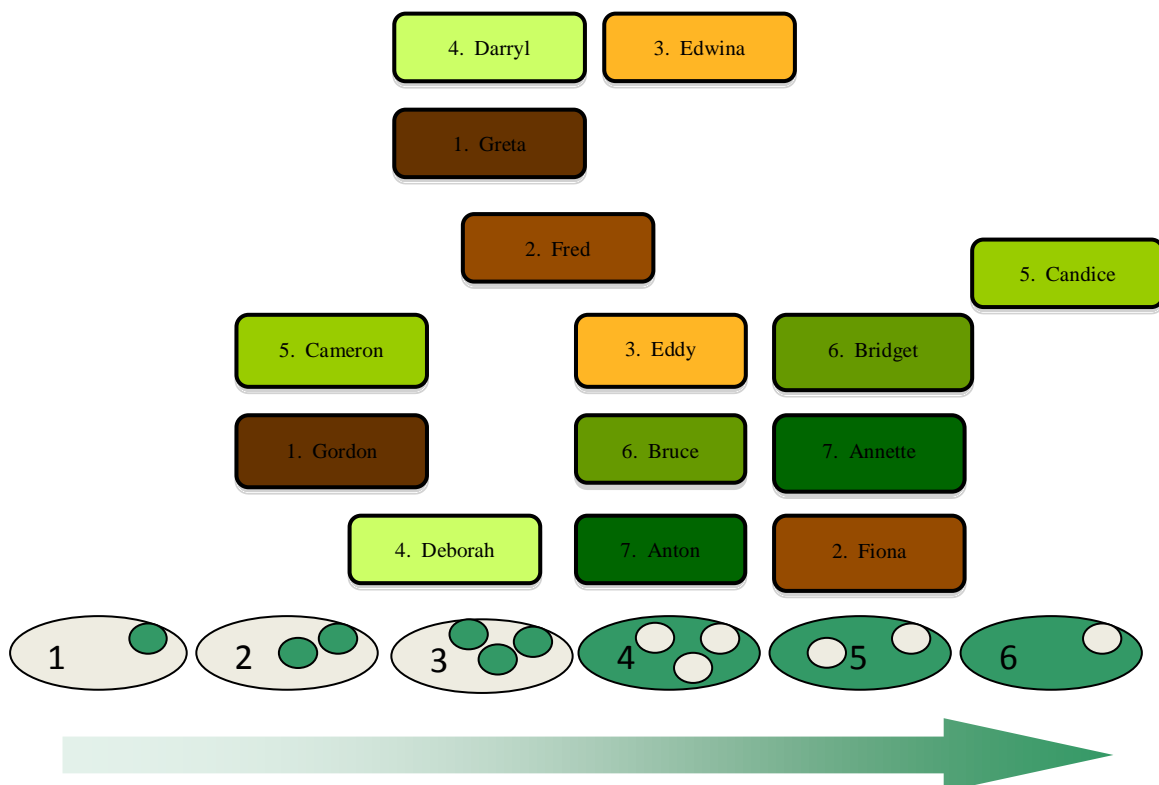 4. Darryl
3. Edwina
1. Greta
2. Fred
5. Candice
5. Cameron
3. Eddy
6. Bridget
1. Gordon
6. Bruce
7. Annette
4. Deborah
7. Anton
2. Fiona
1
2
3
4
5
6